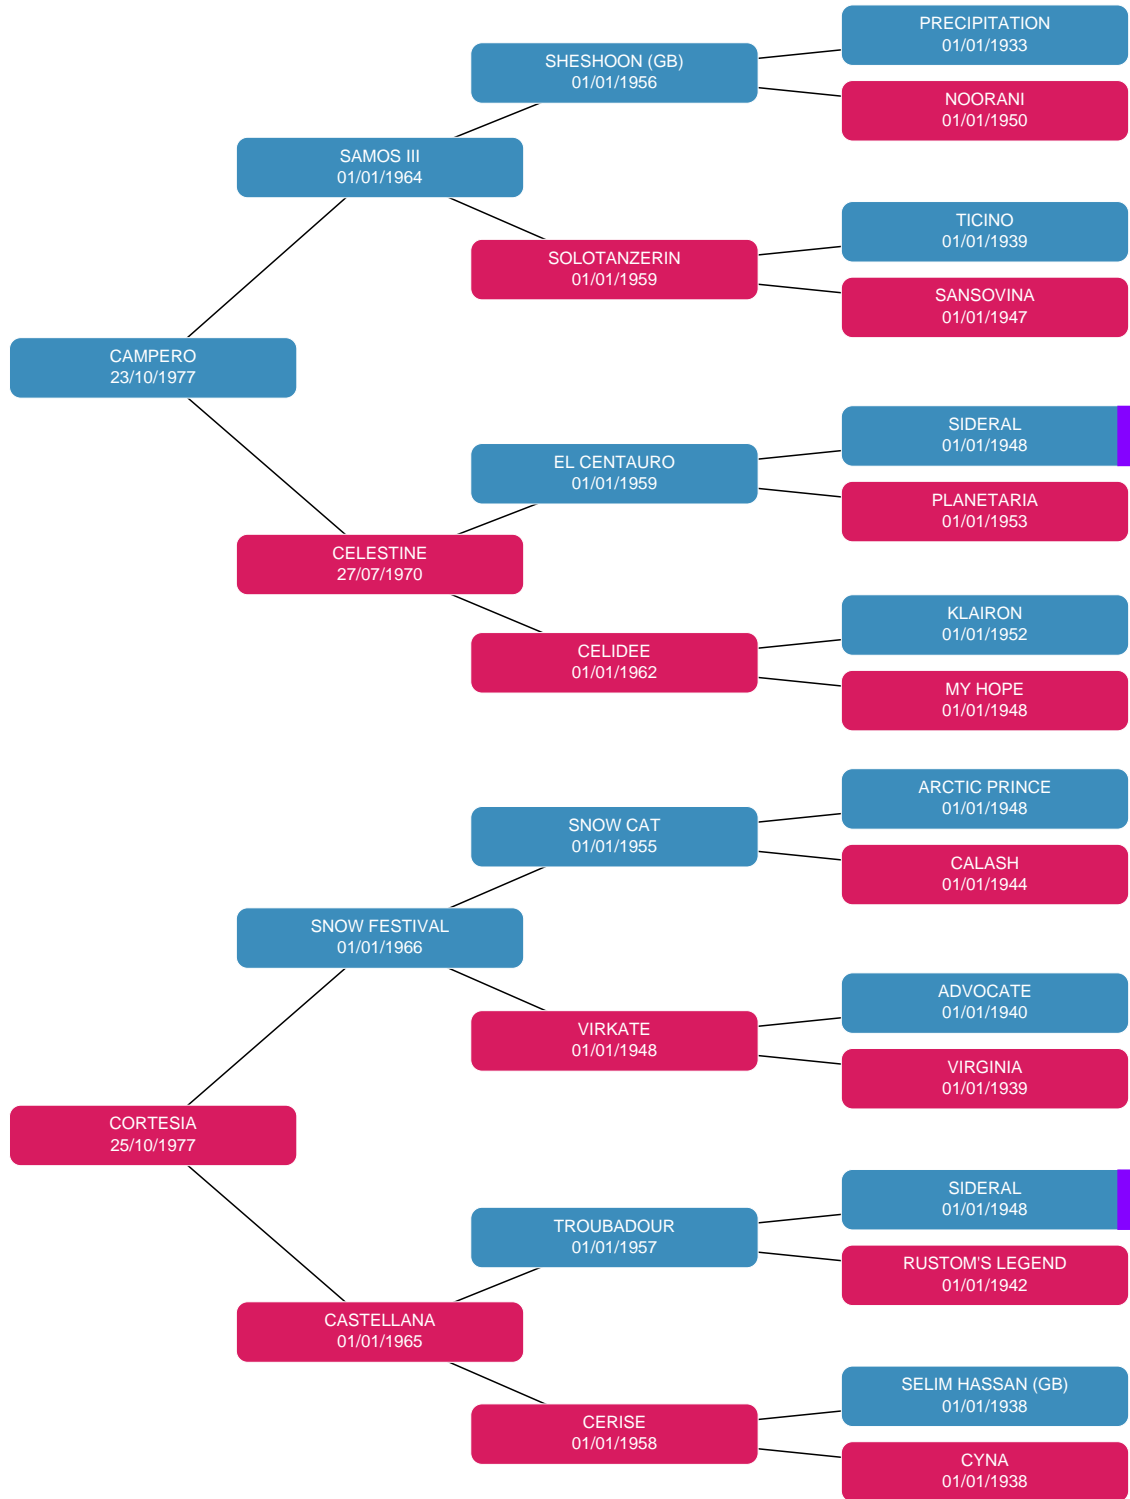 PRECIPITATION
01/01/1933
SHESHOON (GB)
01/01/1956
NOORANI
01/01/1950
SAMOS III
01/01/1964
TICINO
01/01/1939
SOLOTANZERIN
01/01/1959
SANSOVINA
01/01/1947
CAMPERO
23/10/1977
SIDERAL
01/01/1948
EL CENTAURO
01/01/1959
PLANETARIA
01/01/1953
CELESTINE
27/07/1970
KLAIRON
01/01/1952
CELIDEE
01/01/1962
MY HOPE
01/01/1948
ARCTIC PRINCE
01/01/1948
SNOW CAT
01/01/1955
CALASH
01/01/1944
SNOW FESTIVAL
01/01/1966
ADVOCATE
01/01/1940
VIRKATE
01/01/1948
VIRGINIA
01/01/1939
CORTESIA
25/10/1977
SIDERAL
01/01/1948
TROUBADOUR
01/01/1957
RUSTOM'S LEGEND
01/01/1942
CASTELLANA
01/01/1965
SELIM HASSAN (GB)
01/01/1938
CERISE
01/01/1958
CYNA
01/01/1938